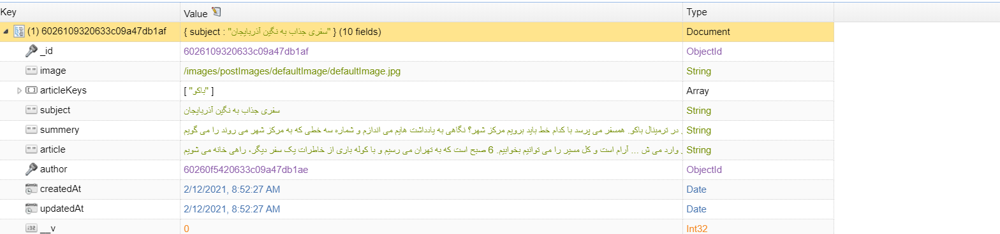 Key Value Type
(1) 6026109320633c09a47db1af { subject : "سفری جذاب به نگین آذربایجان" } (10 fields) Document
_id 6026109320633c09a47db1af ObjectId
image /images/postImages/defaultImage/defaultImage.jpg String
articleKeys [ "باکو" ] Array
subject سفری جذاب به نگین آذربایجان String
summery در ترمینال باکو. همسفر می پرسد با کدام خط باید برویم مرکز شهر؟ نگاهی به یادداشت هایم می اندازم و شماره سه خطی که به مرکز شهر می روند را می گویم String
article وارد می ش ... آرام است و کل مسیر را می توانیم بخوابیم. 6 صبح است که به تهران می رسیم و با کوله باری از خاطرات یک سفر دیگر، راهی خانه می شویم String
author 60260f5420633c09a47db1ae ObjectId
createdAt 2/12/2021, 8:52:27 AM Date
updatedAt 2/12/2021, 8:52:27 AM Date
__v 0 Int32